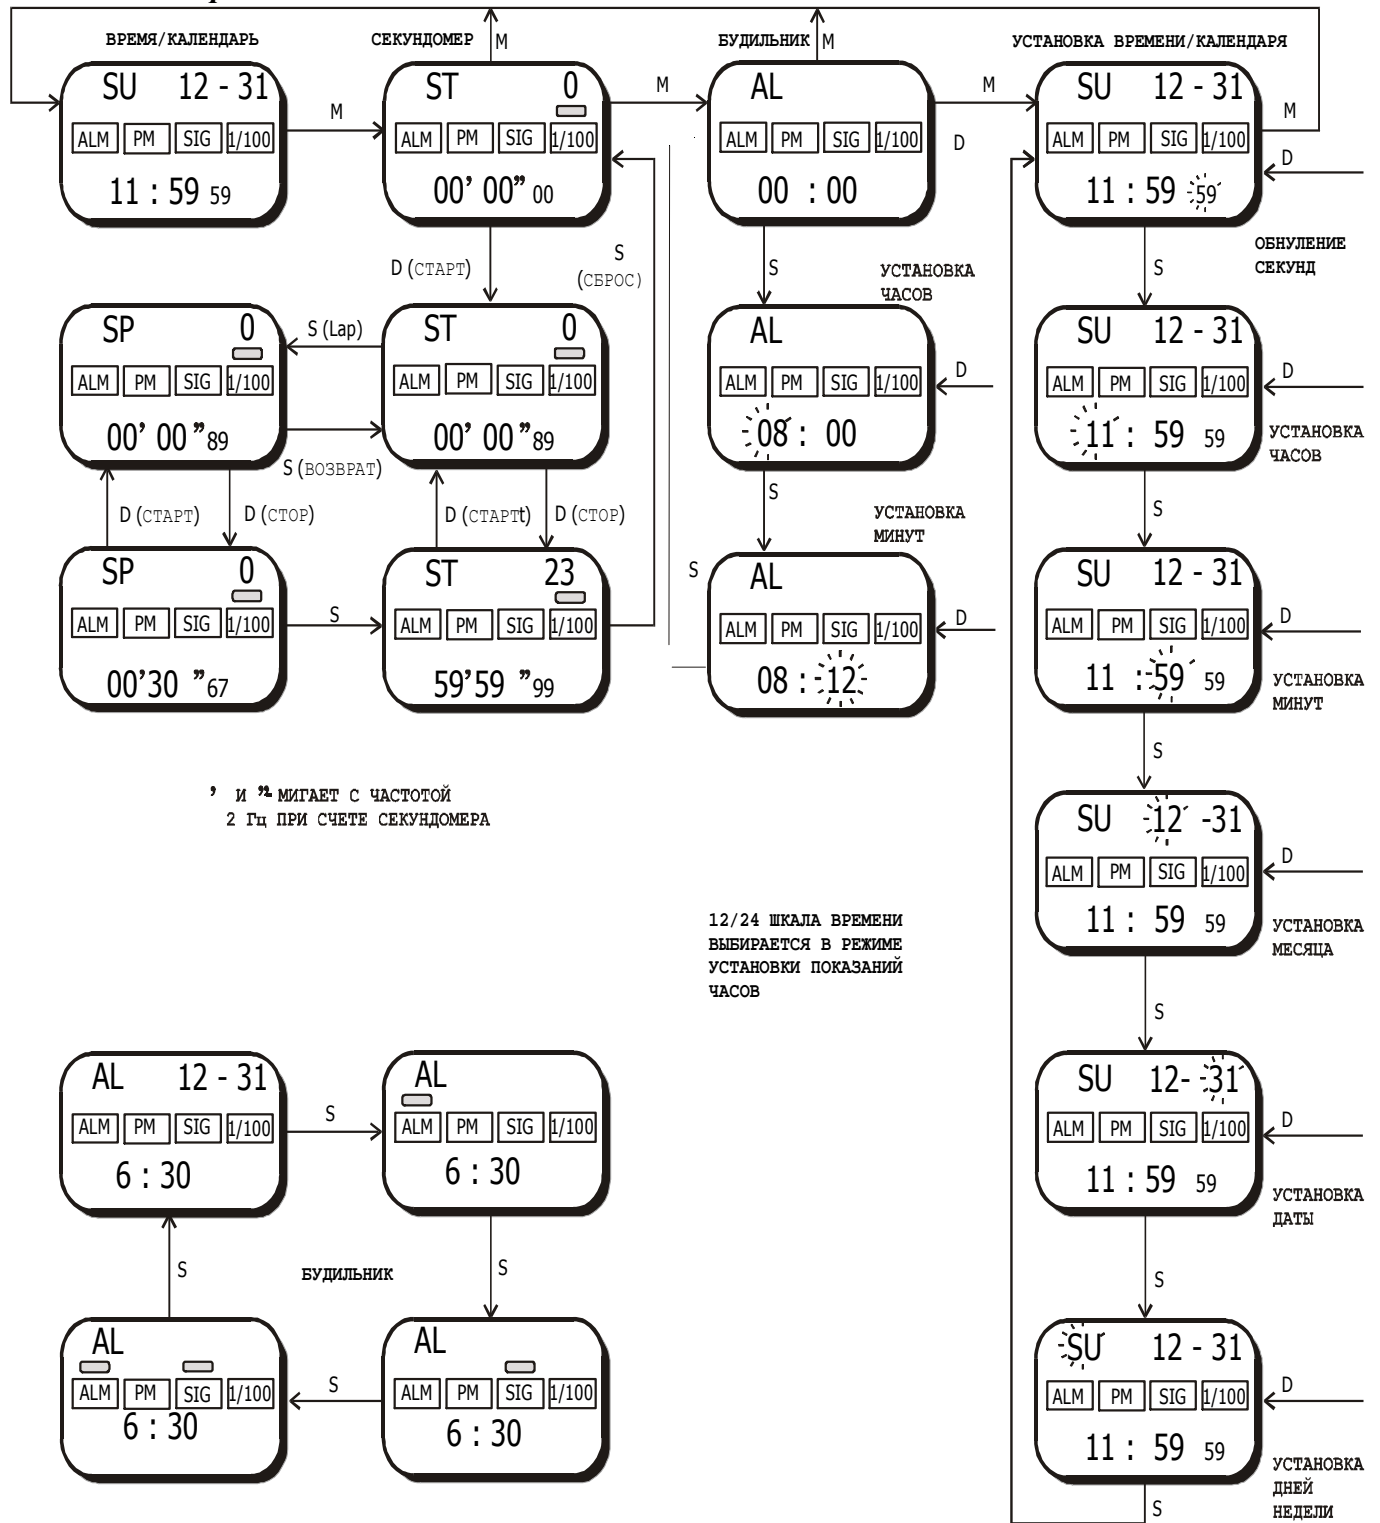 ВРЕМЯ/КАЛЕНДАРЬ
СЕКУНДОМЕР
M
БУДИЛЬНИК
M
УСТАНОВКА ВРЕМЕНИ/КАЛЕНДАРЯ
SU 12 - 31
ALM PM SIG 1/100
11 : 59 59
M
ST 0
ALM PM SIG 1/100
00’ 00” 00
M
AL
ALM PM SIG 1/100
00 : 00
M
D
SU 12 - 31
ALM PM SIG 1/100
11 : 59 59
M
D
ОБНУЛЕНИЕ
СЕКУНД
D (СТАРТ)
S
(СБРОС)
S
УСТАНОВКА
ЧАСОВ
S
SP 0
ALM PM SIG 1/100
00’ 00 ” 89
S (Lap)
S (ВОЗВРАТ)
ST 0
ALM PM SIG 1/100
00’ 00 ” 89
AL
ALM PM SIG 1/100
08 : 00
D
SU 12 - 31
ALM PM SIG 1/100
11 : 59 59
D
УСТАНОВКА
ЧАСОВ
D (СТАРТ)
D (СТОР)
D (СТАРТt)
D (СТОР)
S
УСТАНОВКА
МИНУТ
S
SP 0
ALM PM SIG 1/100
00’30 ” 67
S
ST 23
ALM PM SIG 1/100
59’59 ” 99
S
AL
ALM PM SIG 1/100
08 : 12
D
SU 12 - 31
ALM PM SIG 1/100
11 : 59 59
D
УСТАНОВКА
МИНУТ
S
’ И ”- МИГАЕТ С ЧАСТОТОЙ
2 Гц ПРИ СЧЕТЕ СЕКУНДОМЕРА
SU 12 -31
ALM PM SIG 1/100
11 : 59 59
D
УСТАНОВКА
МЕСЯЦА
12/24 ШКАЛА ВРЕМЕНИ
ВЫБИРАЕТСЯ В РЕЖИМЕ
УСТАНОВКИ ПОКАЗАНИЙ
ЧАСОВ
S
AL 12 - 31
ALM PM SIG 1/100
6 : 30
S
AL
ALM PM SIG 1/100
6 : 30
SU 12- 31
ALM PM SIG 1/100
11 : 59 59
D
УСТАНОВКА
ДАТЫ
S
БУДИЛЬНИК
S
S
AL
ALM PM SIG 1/100
6 : 30
S
AL
ALM PM SIG 1/100
6 : 30
SU 12 - 31
ALM PM SIG 1/100
11 : 59 59
D
УСТАНОВКА
ДНЕЙ
НЕДЕЛИ
S